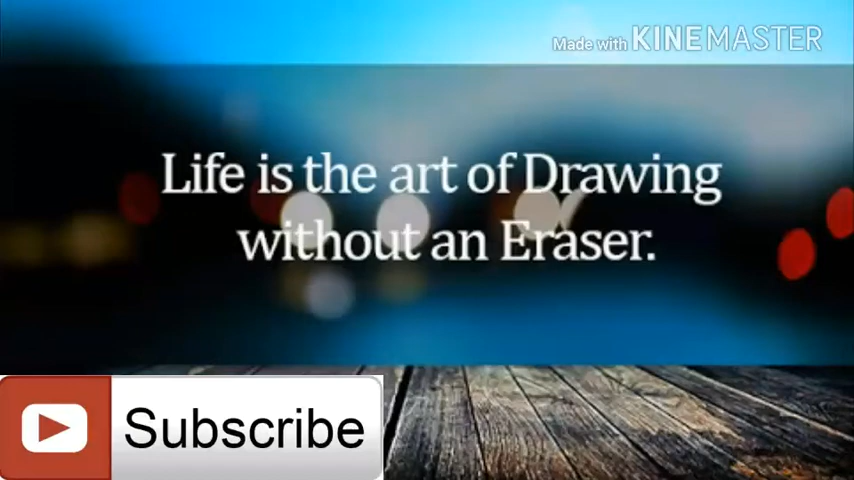 Made with KINEMASTER
Life is the art of Drawing
without an Eraser.
Subscribe